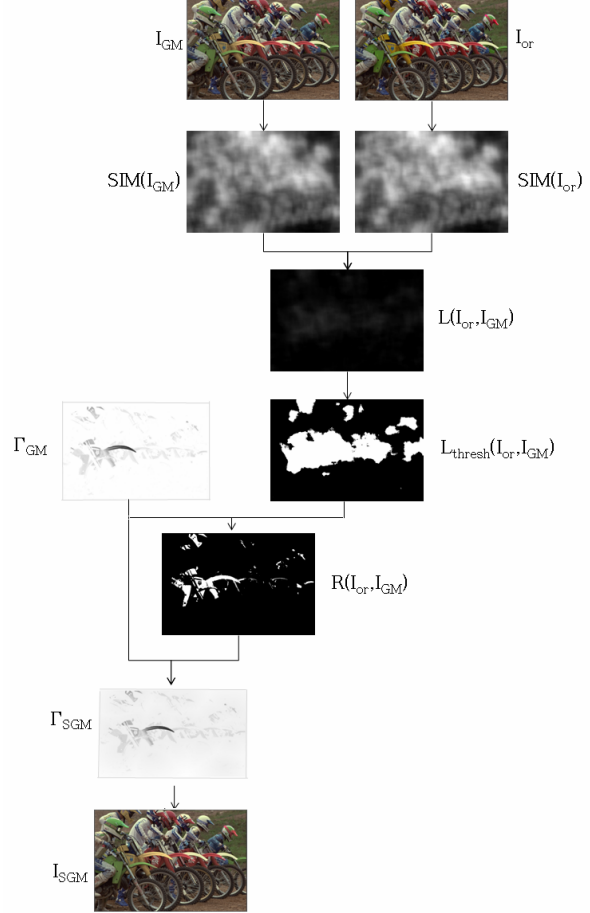 I_GM
I_or
SIM(I_GM)
SIM(I_or)
L(I_or,I_GM)
Γ_GM
L_thresh(I_or,I_GM)
R(I_or,I_GM)
Γ_SGM
I_SGM